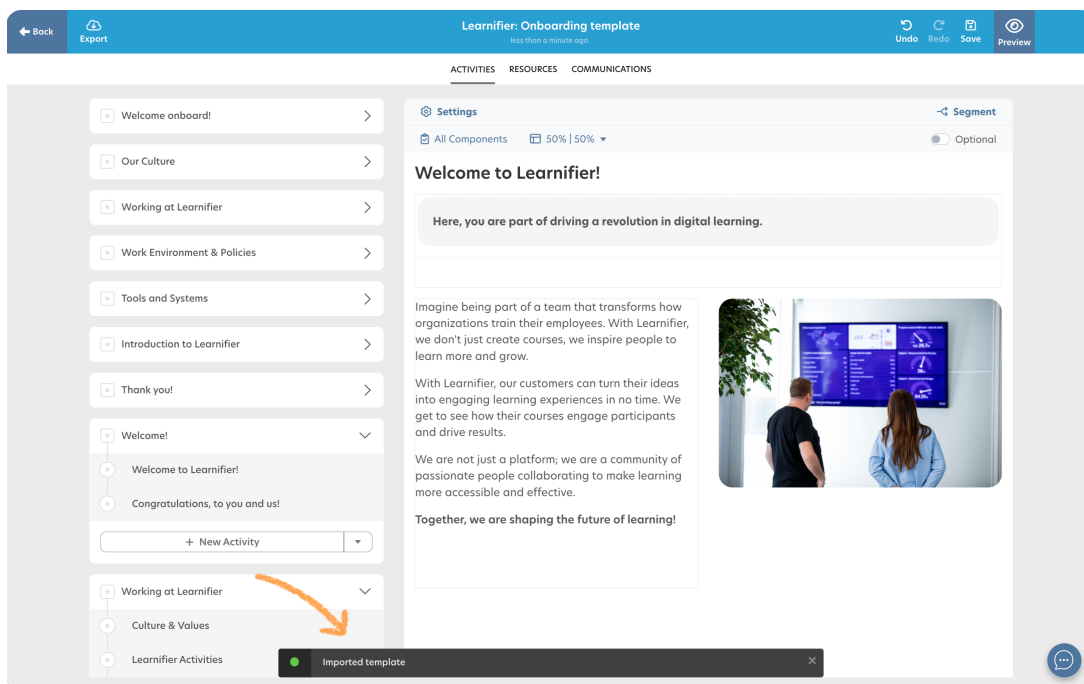 Back
Export
Learnifier: Onboarding template
less than a minute ago.
Undo
Redo
Save
Preview
ACTIVITIES
RESOURCES
COMMUNICATIONS
Welcome onboard!
Our Culture
Working at Learnifier
Work Environment & Policies
Tools and Systems
Introduction to Learnifier
Thank you!
Welcome!
Welcome to Learnifier!
Congratulations, to you and us!
+ New Activity
Working at Learnifier
Culture & Values
Learnifier Activities
Settings
Segment
All Components
50% | 50%
Optional
Welcome to Learnifier!
Here, you are part of driving a revolution in digital learning.
Imagine being part of a team that transforms how
organizations train their employees. With Learnifier,
we don't just create courses, we inspire people to
learn more and grow.
With Learnifier, our customers can turn their ideas
into engaging learning experiences in no time. We
get to see how their courses engage participants
and drive results.
We are not just a platform; we are a community of
passionate people collaborating to make learning
more accessible and effective.
Together, we are shaping the future of learning!
Imported template